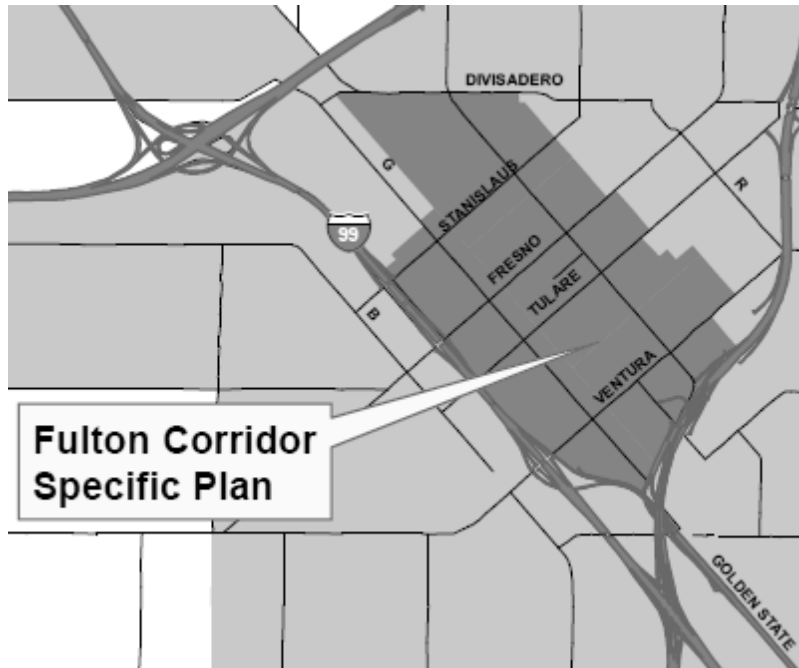 DIVISADERO
G
STANISLAUS
R
99
FRESNO
TULARE
B
VENTURA
Fulton Corridor
Specific Plan
GOLDEN STATE